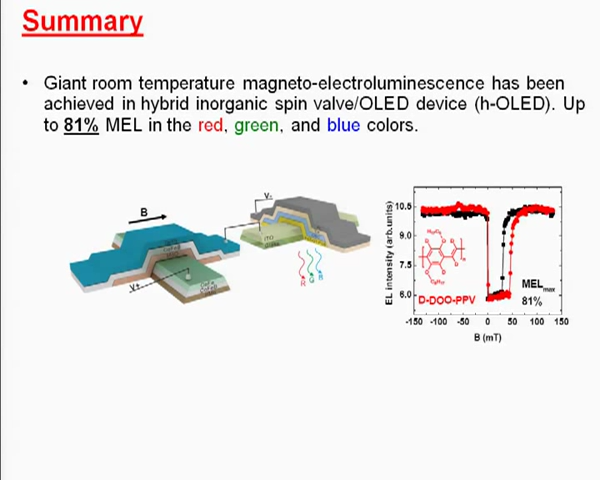 Summary
• Giant room temperature magneto-electroluminescence has been
achieved in hybrid inorganic spin valve/OLED device (h-OLED). Up
to 81% MEL in the red, green, and blue colors.
B
V-
V+
ITO
R
G
B
EL intensity (arb.units)
10.5
9.0
7.5
6.0
D-DOO-PPV
MELmax
81%
-150 -100 -50 0 50 100 150
B (mT)